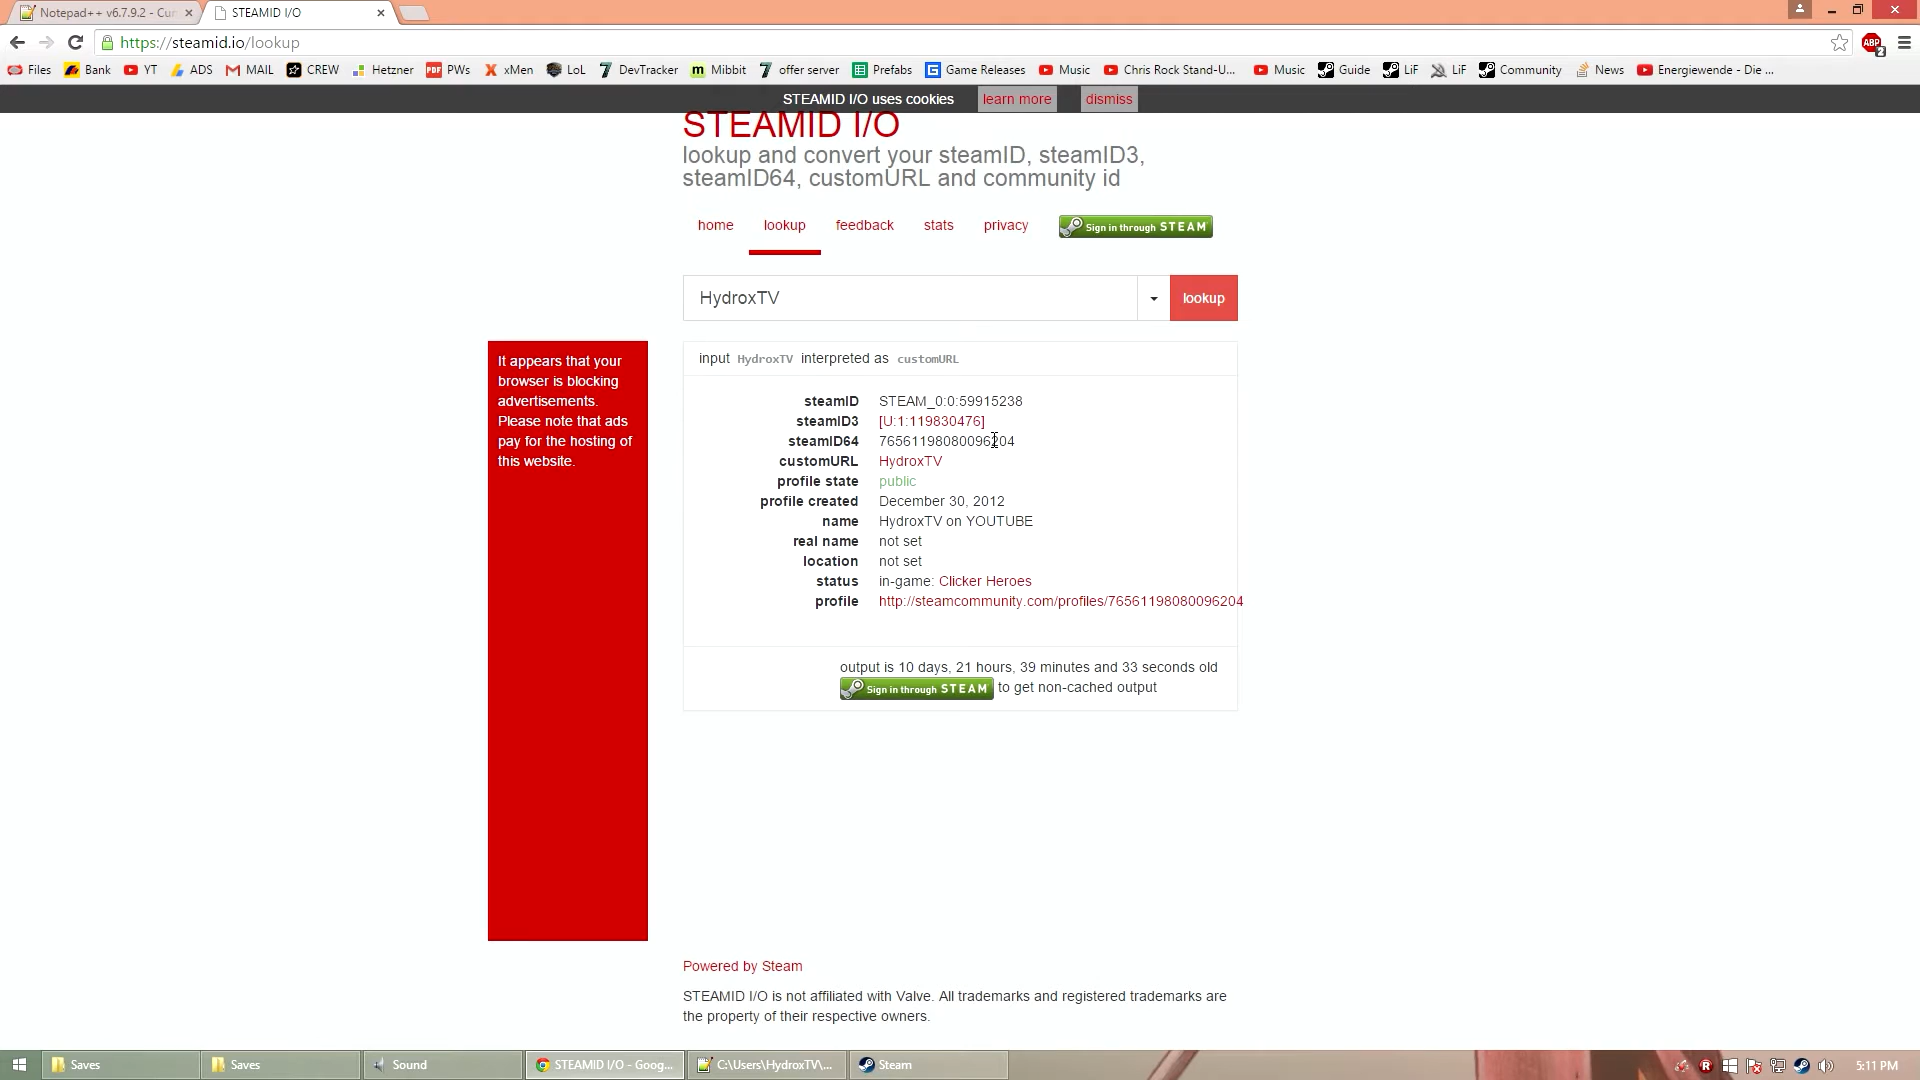 Notepad++ v6.7.9.2 - Cur
STEAMID I/O
https://steamid.io/lookup
ABP
2
Files
Bank
YT
ADS
MAIL
CREW
Hetzner
PDF
PWs
xMen
LoL
DevTracker
Mibbit
offer server
Prefabs
Game Releases
Music
Chris Rock Stand-U...
Music
Guide
LiF
LiF
Community
News
Energiewende - Die ...
STEAMID I/O uses cookies
learn more
dismiss
STEAMID I/O
lookup and convert your steamID, steamID3,
steamID64, customURL and community id
home
lookup
feedback
stats
privacy
Sign in through STEAM
HydroxTV
lookup
It appears that your
browser is blocking
advertisements.
Please note that ads
pay for the hosting of
this website.
input HydroxTV interpreted as customURL
steamID STEAM_0:0:59915238
steamID3 [U:1:119830476]
steamID64 76561198080096204
customURL HydroxTV
profile state public
profile created December 30, 2012
name HydroxTV on YOUTUBE
real name not set
location not set
status in-game: Clicker Heroes
profile http://steamcommunity.com/profiles/76561198080096204
output is 10 days, 21 hours, 39 minutes and 33 seconds old
Sign in through STEAM to get non-cached output
Powered by Steam
STEAMID I/O is not affiliated with Valve. All trademarks and registered trademarks are
the property of their respective owners.
Saves
Saves
Sound
STEAMID I/O - Goog...
C:\Users\HydroxTV\...
Steam
5:11 PM